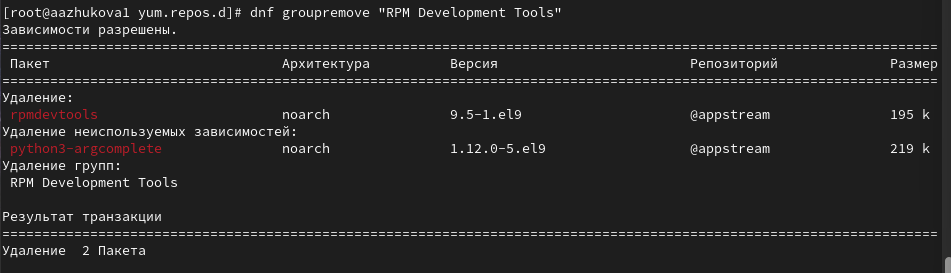 [root@aazhukova1 yum.repos.d]# dnf groupremove "RPM Development Tools"
Зависимости разрешены.
================================================================================
 Пакет                    Архитектура          Версия                        Репозиторий              Размер
================================================================================
Удаление:
 rpmdevtools              noarch               9.5-1.el9                     @appstream               195 k
Удаление неиспользуемых зависимостей:
 python3-argcomplete      noarch               1.12.0-5.el9                  @appstream               219 k
Удаление групп:
 RPM Development Tools

Результат транзакции
================================================================================
Удаление  2 Пакета